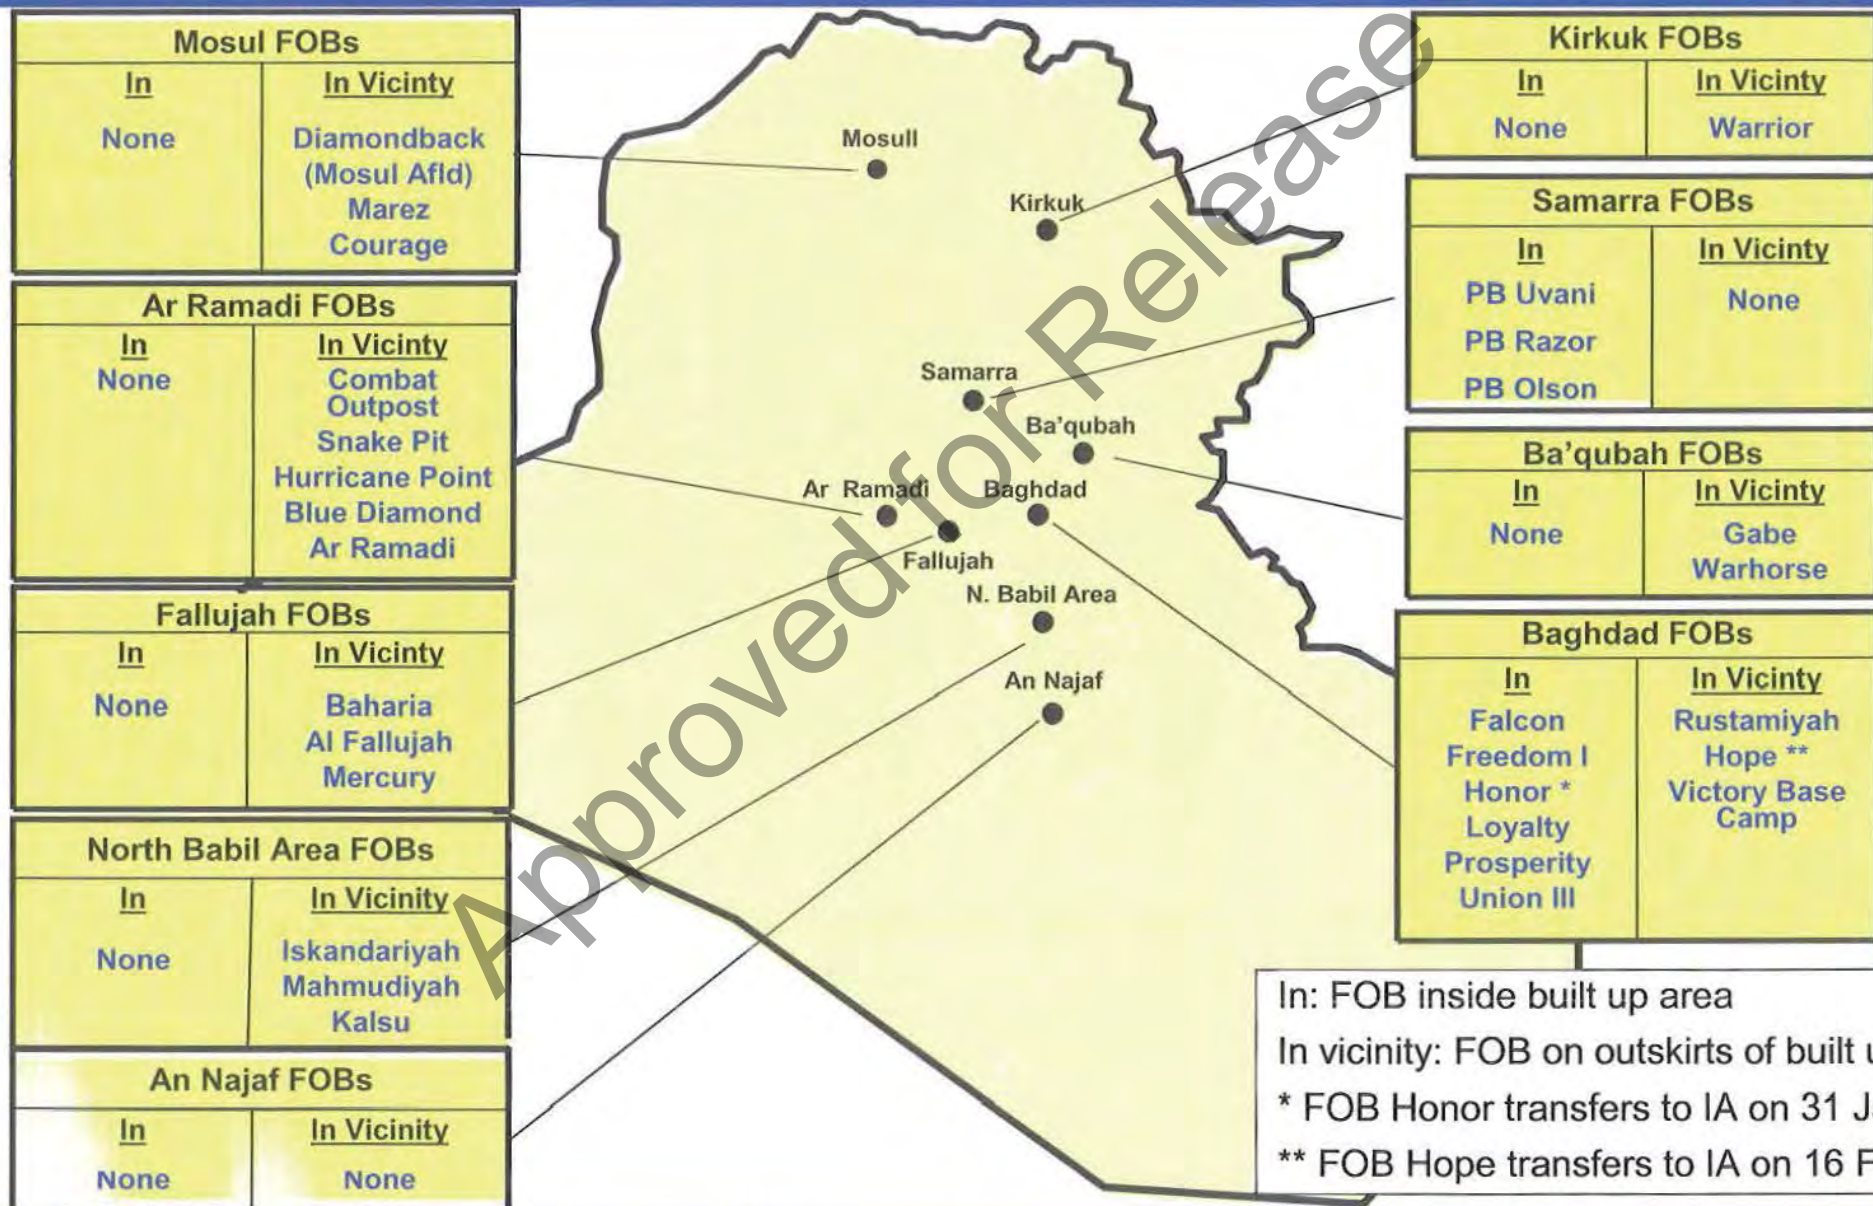 Mosul FOBs
In
In Vicinty
None
Diamondback
(Mosul Afld)
Marez
Courage
Ar Ramadi FOBs
In
In Vicinty
None
Combat
Outpost
Snake Pit
Hurricane Point
Blue Diamond
Ar Ramadi
Fallujah FOBs
In
In Vicinty
None
Baharia
Al Fallujah
Mercury
North Babil Area FOBs
In
In Vicinity
None
Iskandariyah
Mahmudiyah
Kalsu
An Najaf FOBs
In
In Vicinity
None
None
Mosull
Kirkuk
Samarra
Ba'qubah
Ar Ramadi
Baghdad
Fallujah
N. Babil Area
An Najaf
Approved for Release
Kirkuk FOBs
In
In Vicinty
None
Warrior
Samarra FOBs
In
In Vicinty
PB Uvani
PB Razor
PB Olson
None
Ba'qubah FOBs
In
In Vicinty
None
Gabe
Warhorse
Baghdad FOBs
In
In Vicinty
Falcon
Freedom I
Honor *
Loyalty
Prosperity
Union III
Rustamiyah
Hope **
Victory Base
Camp
In: FOB inside built up area
In vicinity: FOB on outskirts of built
* FOB Honor transfers to IA on 31
** FOB Hope transfers to IA on 16